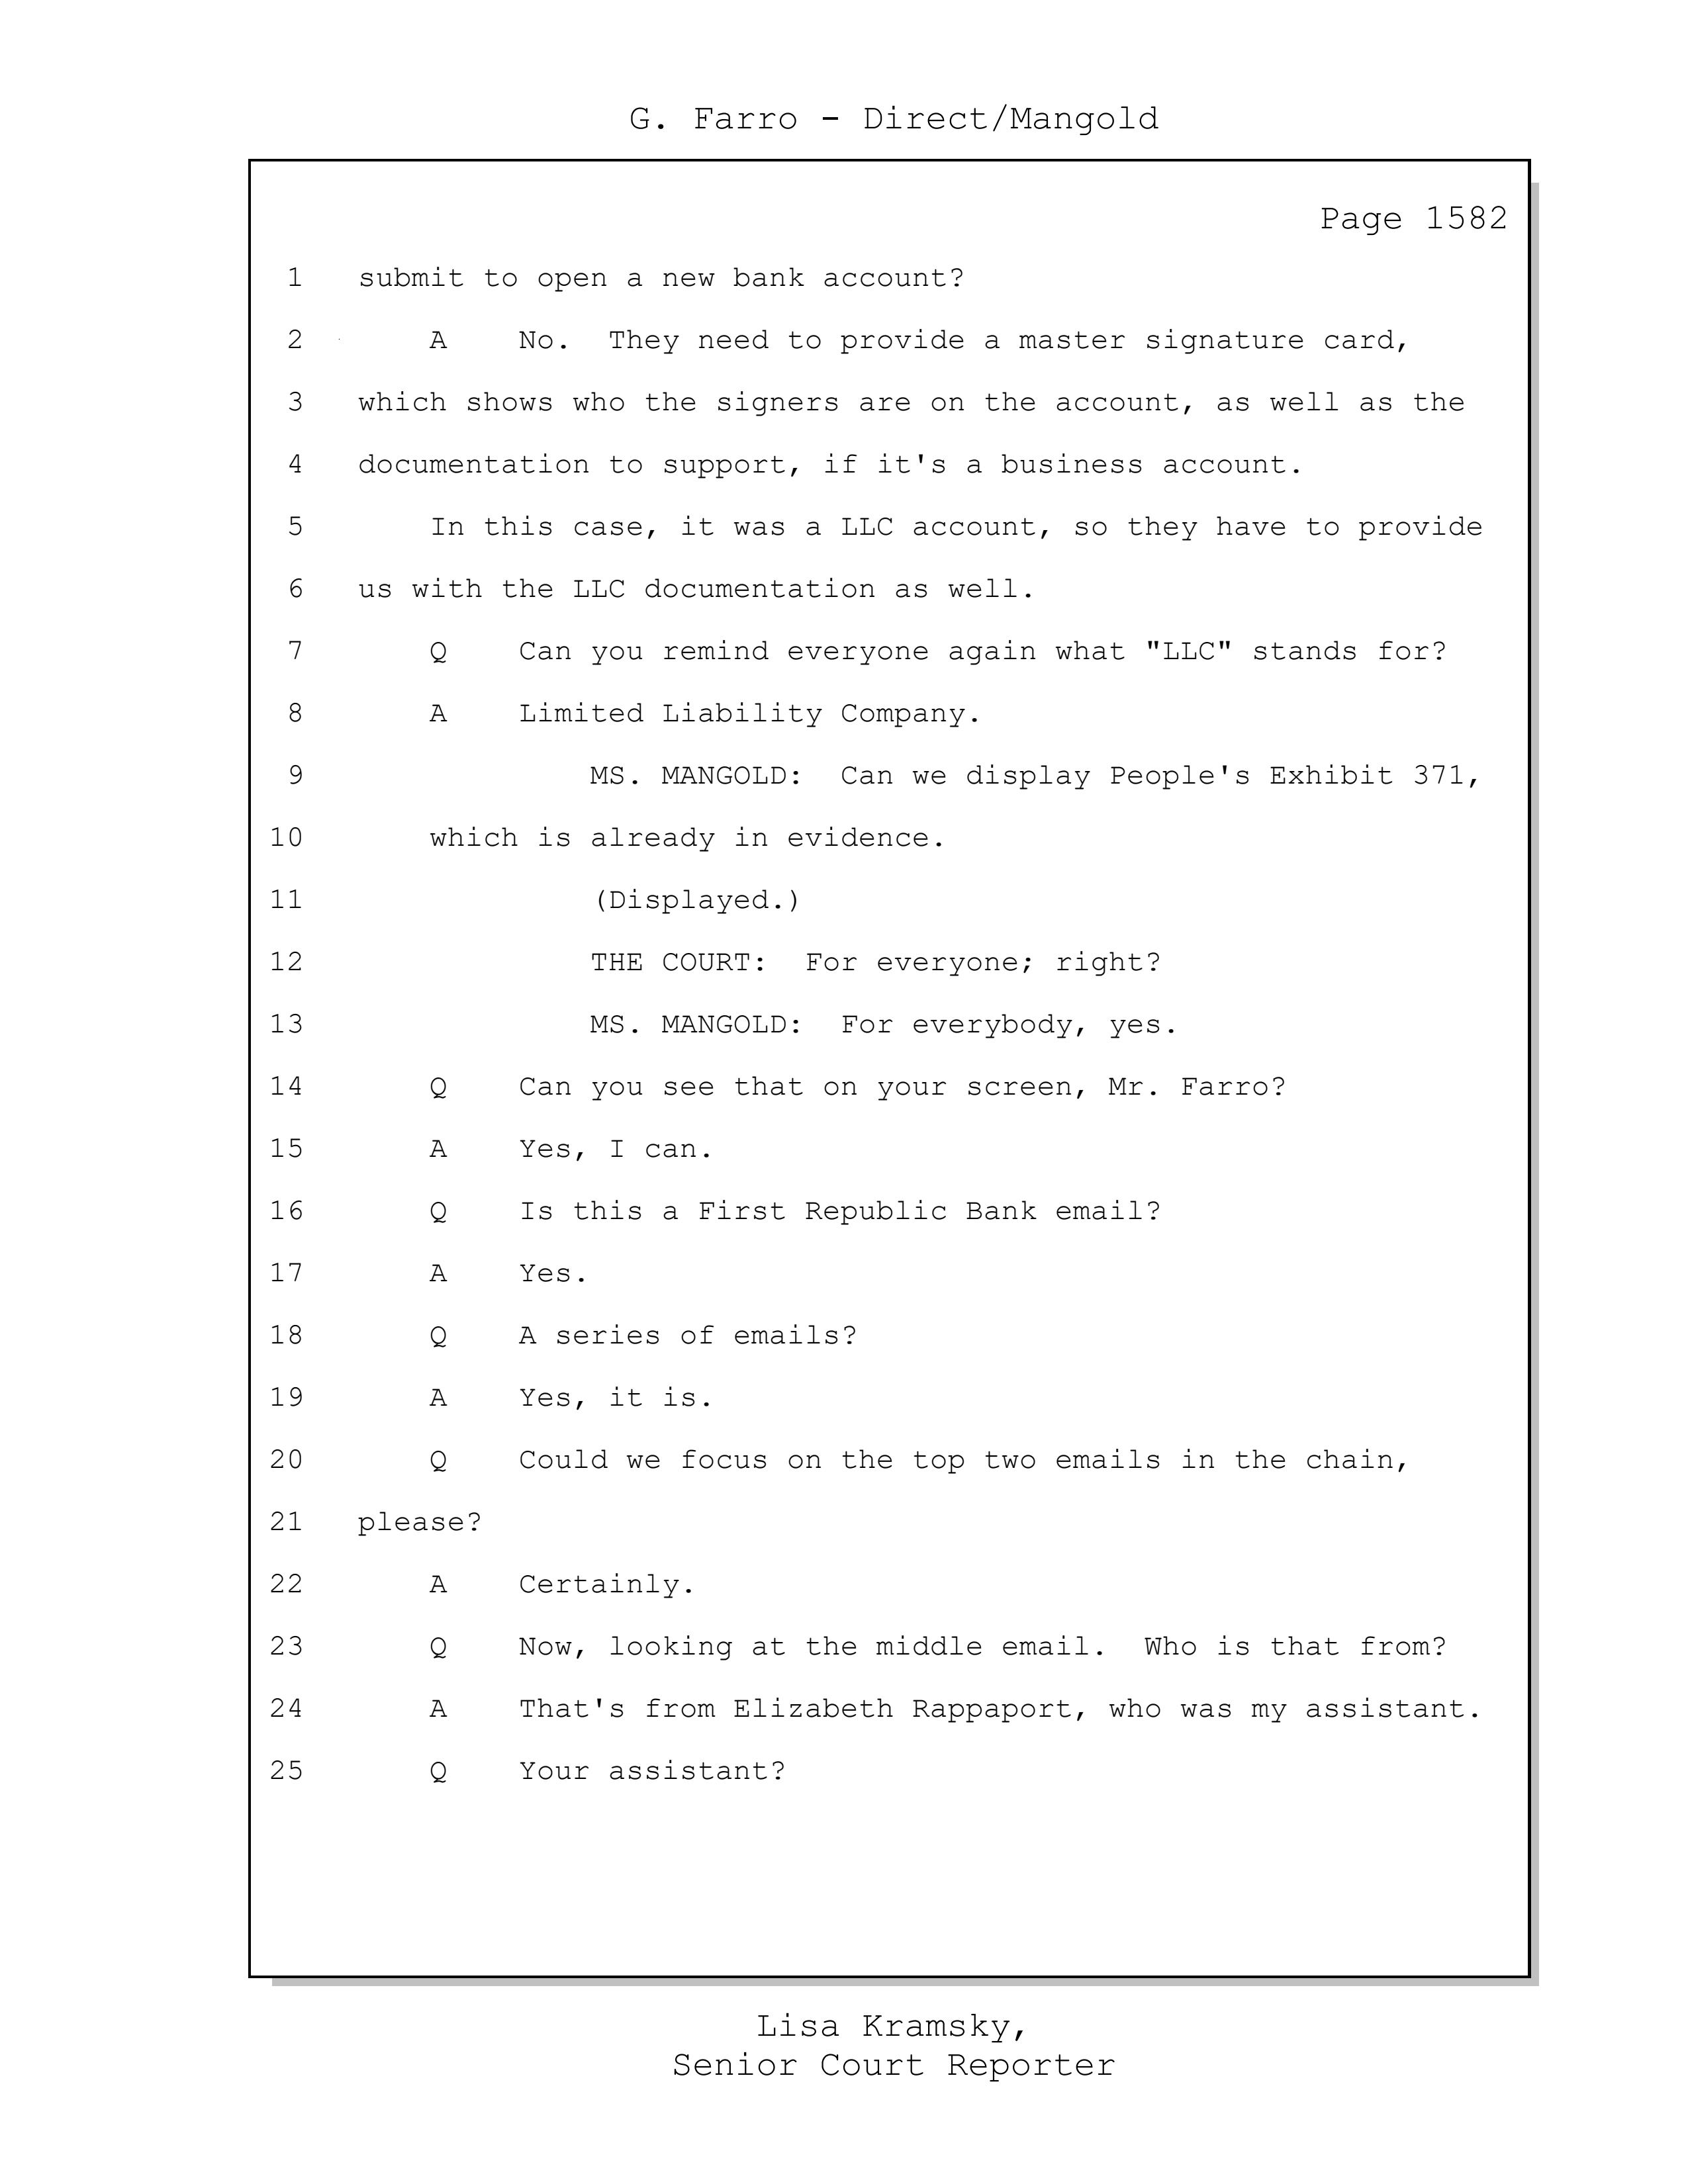 G. Farro - Direct/Mangold
Page 1582
1 submit to open a new bank account?
2 A No. They need to provide a master signature card,
3 which shows who the signers are on the account, as well as the
4 documentation to support, if it's a business account.
5 In this case, it was a LLC account, so they have to provide
6 us with the LLC documentation as well.
7 Q Can you remind everyone again what "LLC" stands for?
8 A Limited Liability Company.
9 MS. MANGOLD: Can we display People's Exhibit 371,
10 which is already in evidence.
11 (Displayed.)
12 THE COURT: For everyone; right?
13 MS. MANGOLD: For everybody, yes.
14 Q Can you see that on your screen, Mr. Farro?
15 A Yes, I can.
16 Q Is this a First Republic Bank email?
17 A Yes.
18 Q A series of emails?
19 A Yes, it is.
20 Q Could we focus on the top two emails in the chain,
21 please?
22 A Certainly.
23 Q Now, looking at the middle email. Who is that from?
24 A That's from Elizabeth Rappaport, who was my assistant.
25 Q Your assistant?
Lisa Kramsky,
Senior Court Reporter